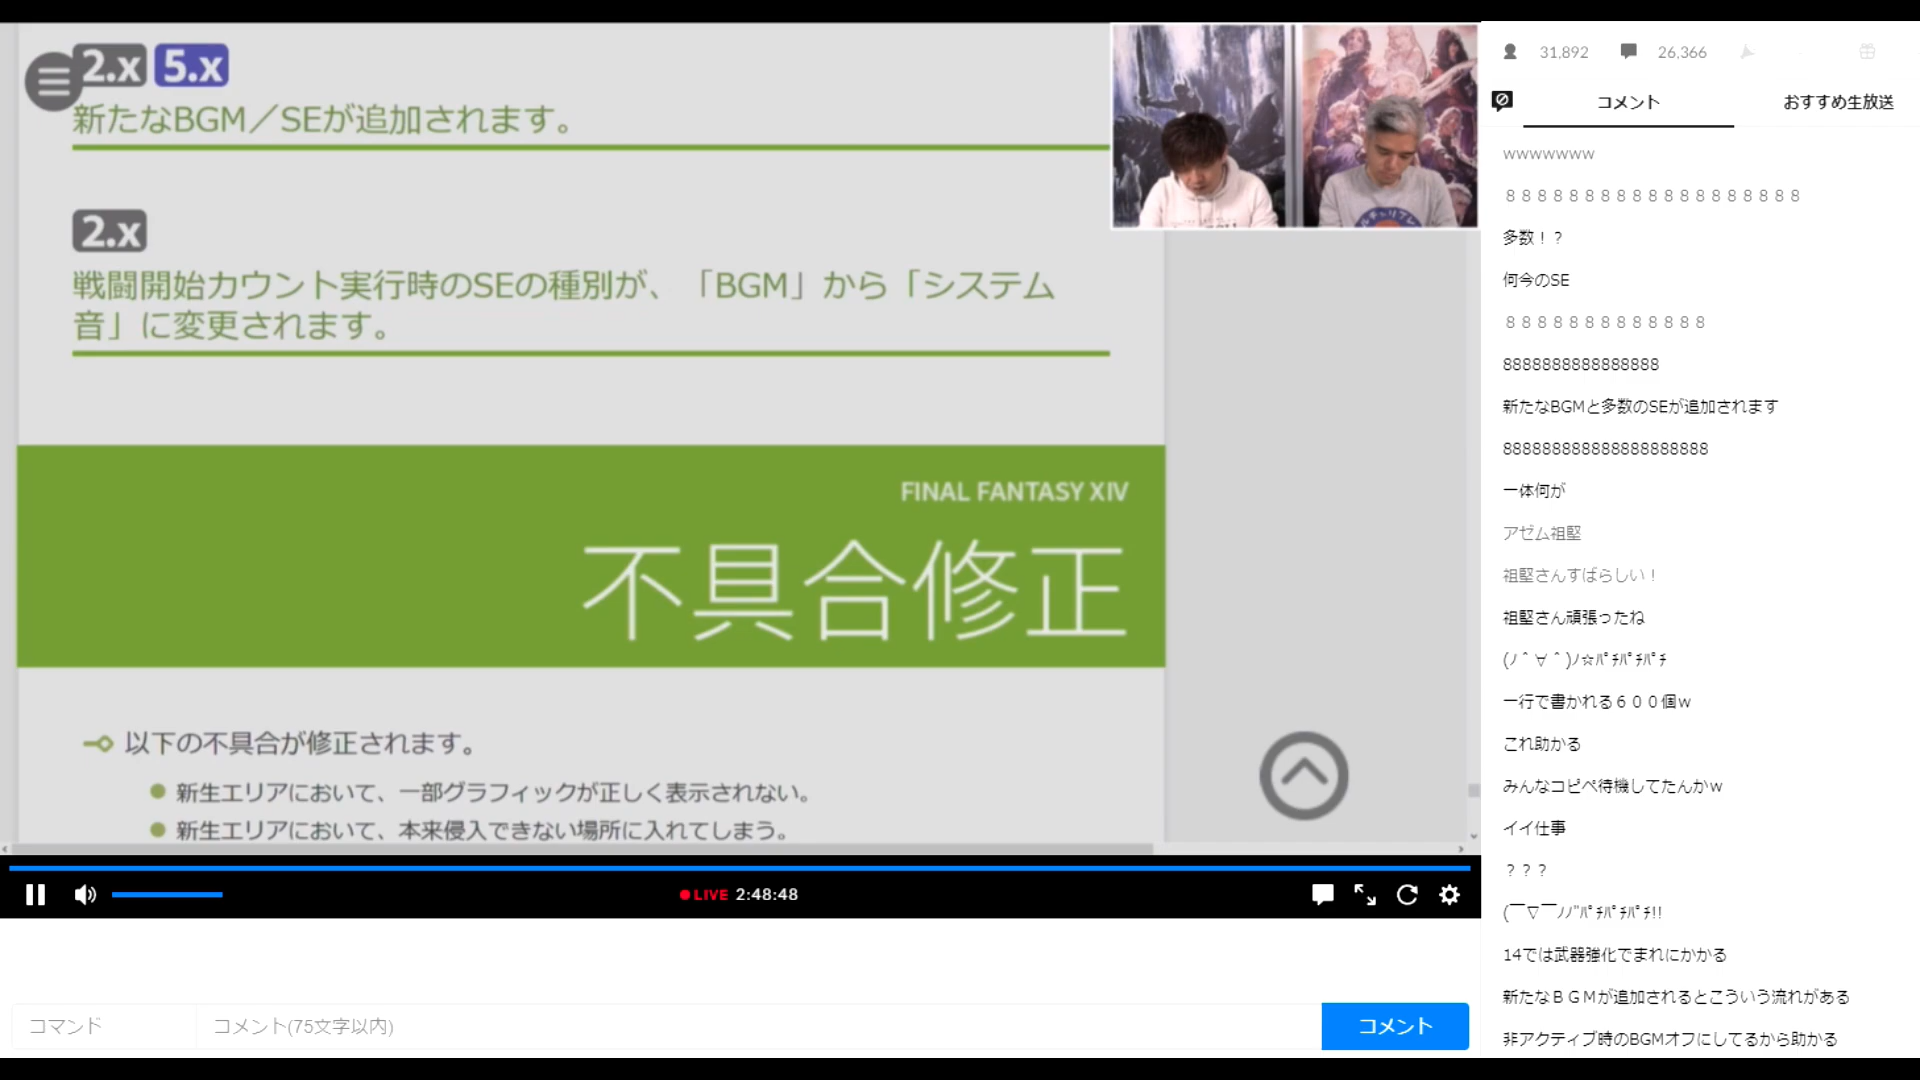 2.x 5.x
新たなBGM／SEが追加されます。
2.x
戦闘開始カウント実行時のSEの種別が、「BGM」から「システム
音」に変更されます。
FINAL FANTASY XIV
不具合修正
以下の不具合が修正されます。
新生エリアにおいて、一部グラフィックが正しく表示されない。
新生エリアにおいて、本来侵入できない場所に入れてしまう。
LIVE 2:48:48
コマンド
コメント(75文字以内)
コメント
31,892 26,366
コメント おすすめ生放送
wwwwwww
８８８８８８８８８８８８８８８８８８８
多数！？
何今のSE
８８８８８８８８８８８８８
8888888888888888
新たなBGMと多数のSEが追加されます
888888888888888888888
一体何が
アゼム祖堅
祖堅さんすばらしい！
祖堅さん頑張ったね
(ﾉ＾∀＾)ﾉ☆ﾊﾟﾁﾊﾟﾁﾊﾟﾁ
一行で書かれる６００個ｗ
これ助かる
みんなコピペ待機してたんかｗ
イイ仕事
？？？
(￣▽￣ﾉﾉ"ﾊﾟﾁﾊﾟﾁﾊﾟﾁ!!
14では武器強化でまれにかかる
新たなＢＧＭが追加されるとこういう流れがある
非アクティブ時のBGMオフにしてるから助かる